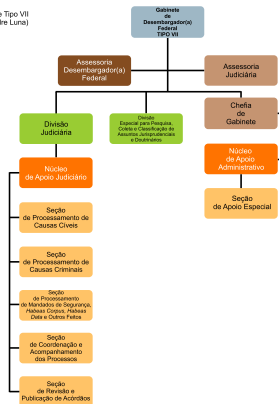 e Tipo VII
dre Luna)
Gabinete
de
Desembargador(a)
Federal
TIPO VII
Assessoria
Desembargador(a)
Federal
Assessoria
Judiciária
Divisão
Judiciária
Divisão
Especial para Pesquisa,
Coleta e Classificação de
Assuntos Jurisprudenciais
e Doutrinários
Chefia
de
Gabinete
Núcleo
de Apoio Judiciário
Núcleo
de Apoio
Administrativo
Seção
de Processamento de
Causas Cíveis
Seção
de Apoio Especial
Seção
de Processamento de
Causas Criminais
Seção
de Processamento
de Mandados de Segurança,
Habeas Corpus, Habeas
Data e Outros Feitos
Seção
de Coordenação e
Acompanhamento
dos Processos
Seção
de Revisão e
Publicação de Acórdãos